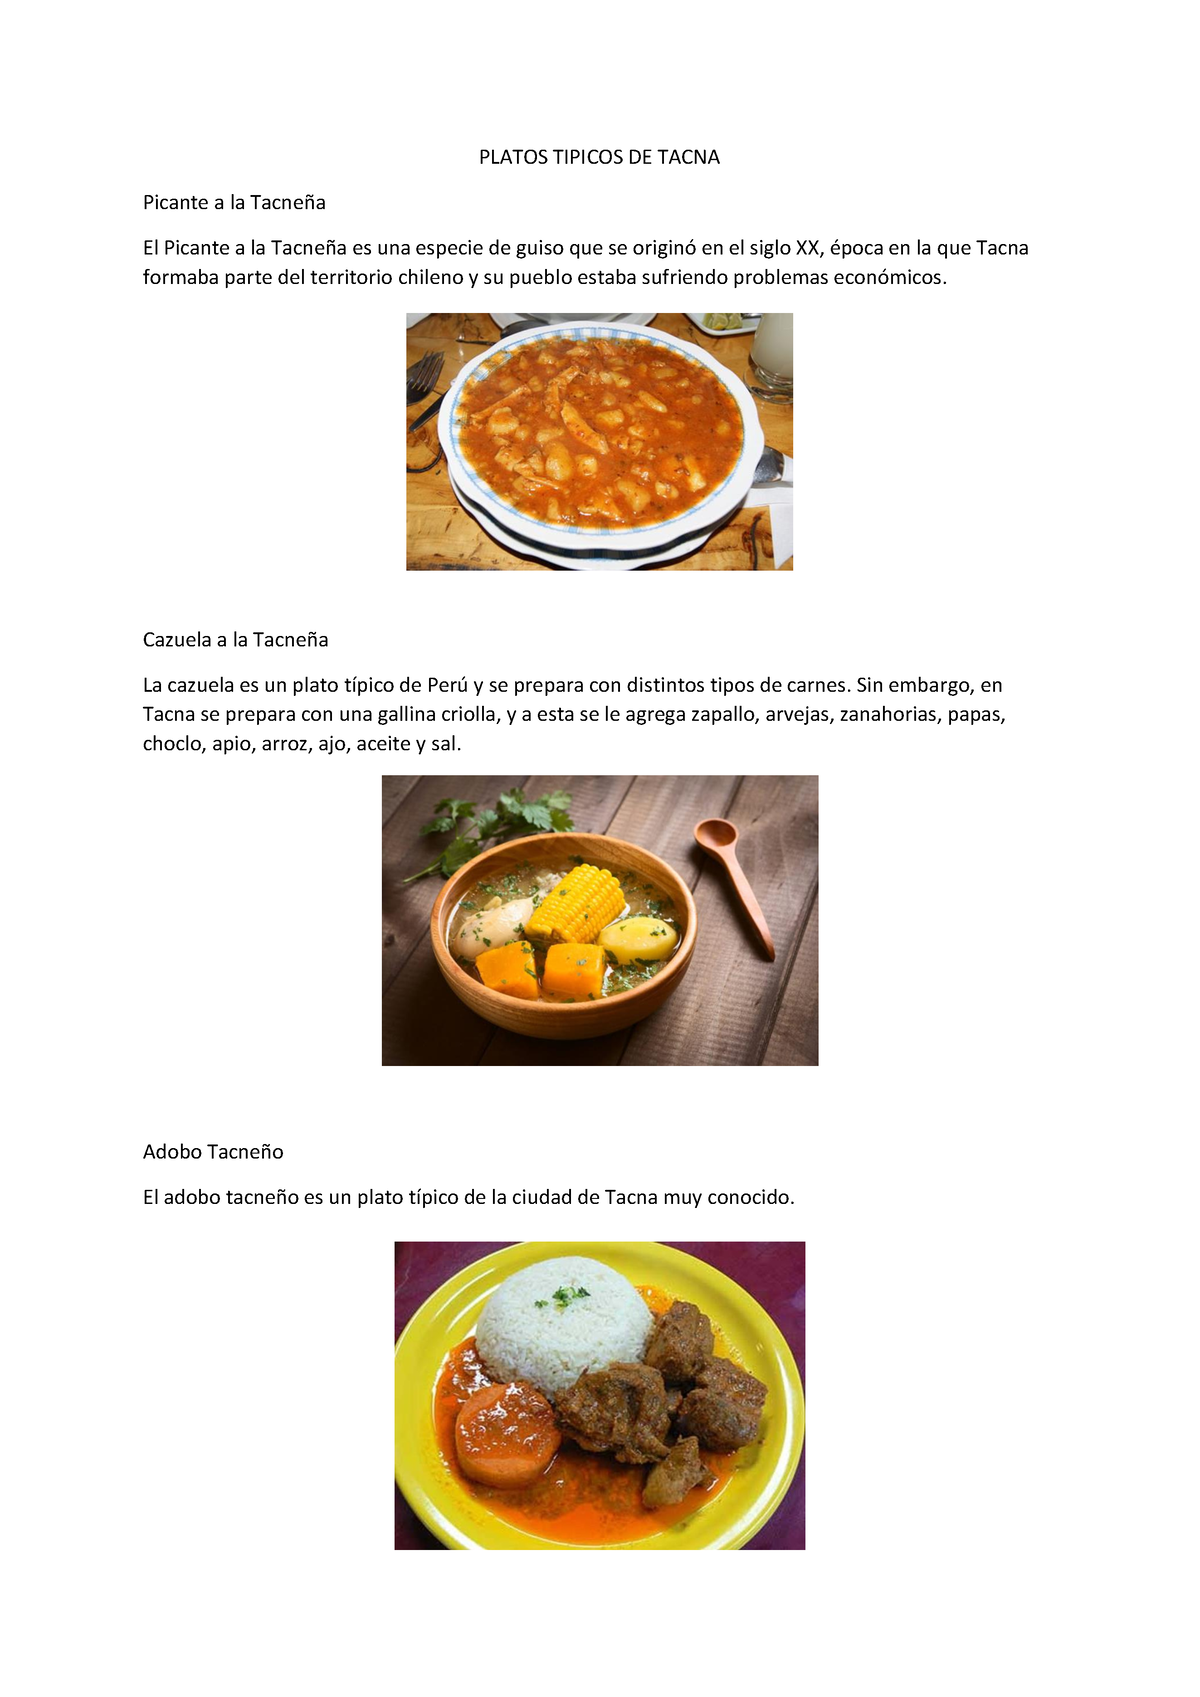 PLATOS TIPICOS DE TACNA
Picante a la Tacneña
El Picante a la Tacneña es una especie de guiso que se originó en el siglo XX, época en la que Tacna
formaba parte del territorio chileno y su pueblo estaba sufriendo problemas económicos.
Cazuela a la Tacneña
La cazuela es un plato típico de Perú y se prepara con distintos tipos de carnes. Sin embargo, en
Tacna se prepara con una gallina criolla, y a esta se le agrega zapallo, arvejas, zanahorias, papas,
choclo, apio, arroz, ajo, aceite y sal.
Adobo Tacneño
El adobo tacneño es un plato típico de la ciudad de Tacna muy conocido.